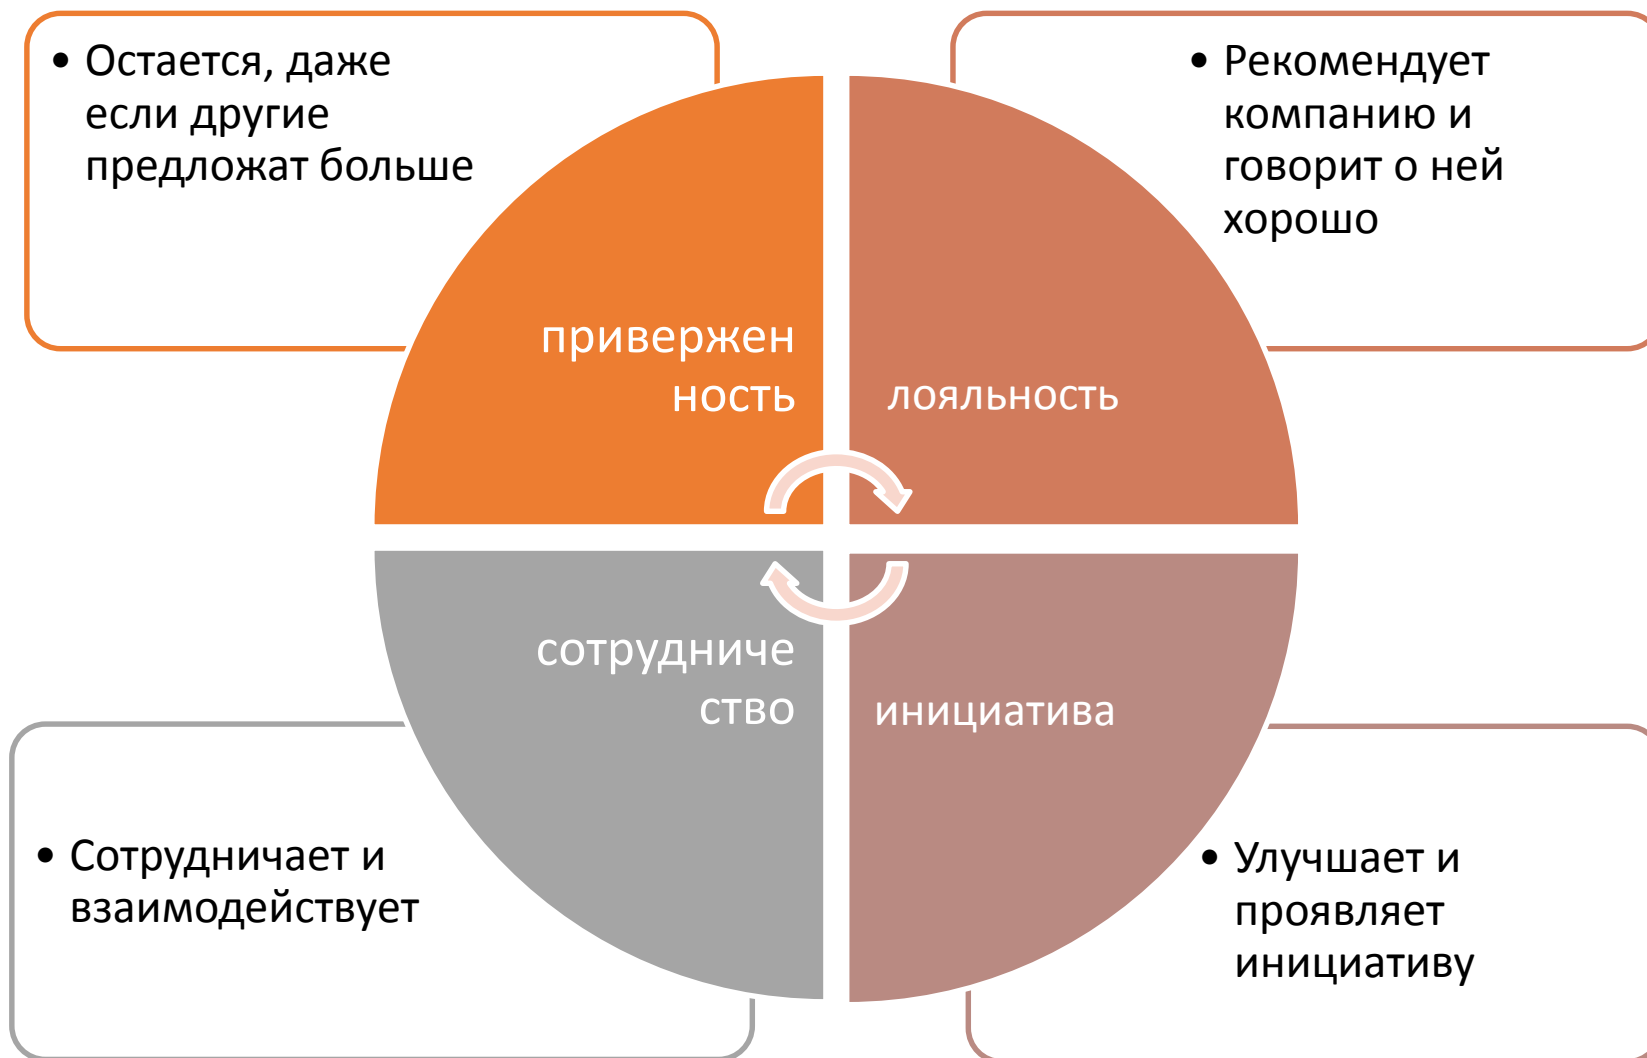 • Остается, даже
если другие
предложат больше
• Рекомендует
компанию и
говорит о ней
хорошо
привержен
ность
лояльность
сотрудниче
ство
инициатива
• Сотрудничает и
взаимодействует
• Улучшает и
проявляет
инициативу